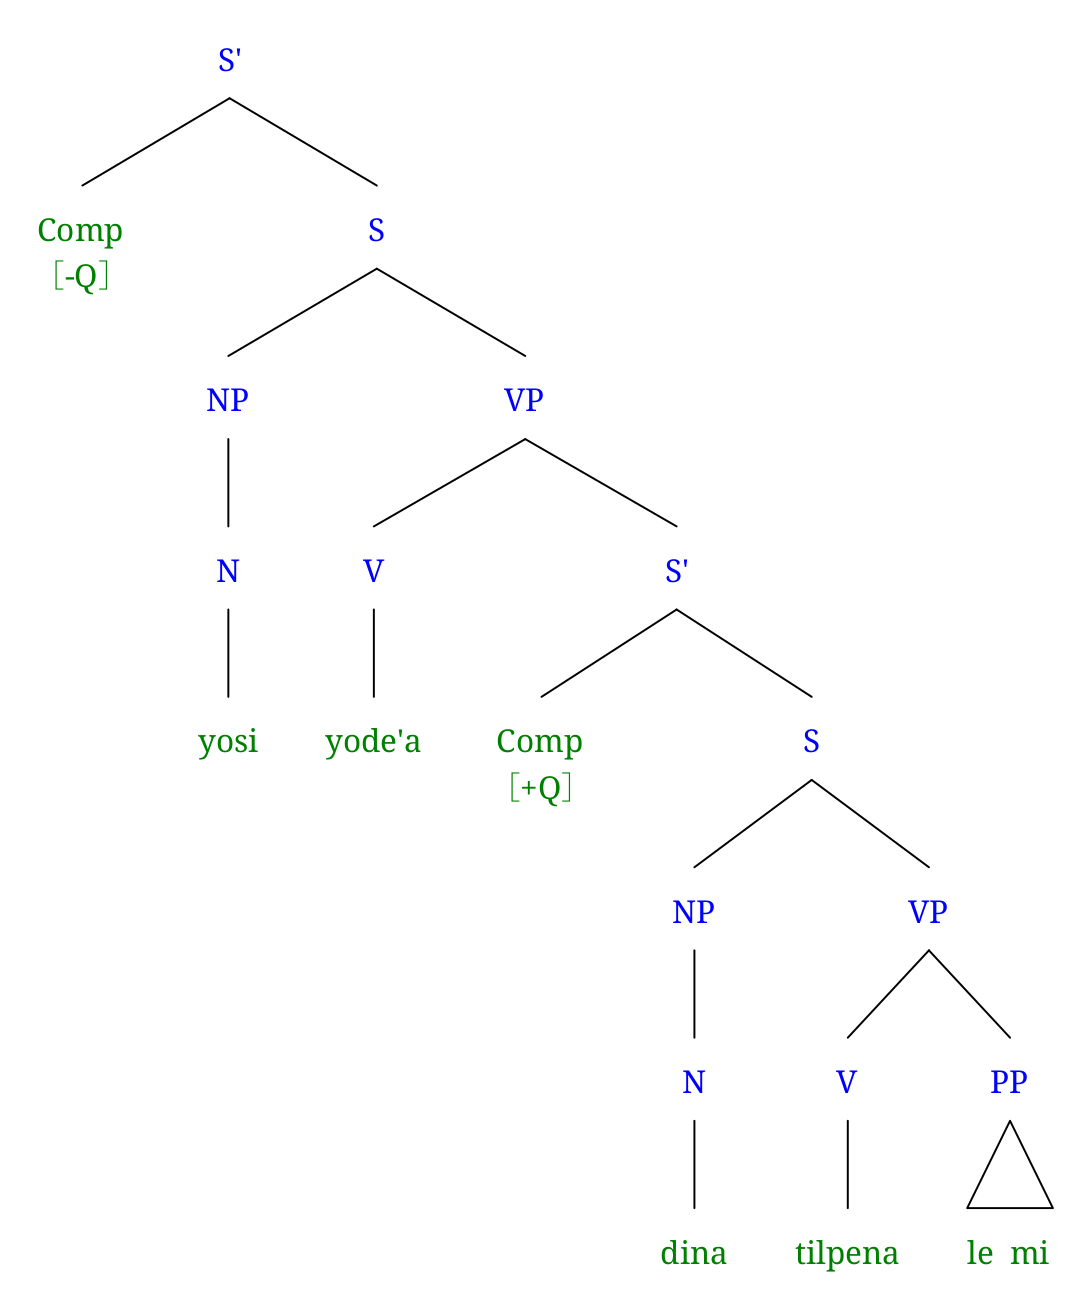 S'
Comp S
[-Q]
NP VP
N V S'
yosi yode'a Comp S
[+Q]
NP VP
N V PP
dina tilpena le mi